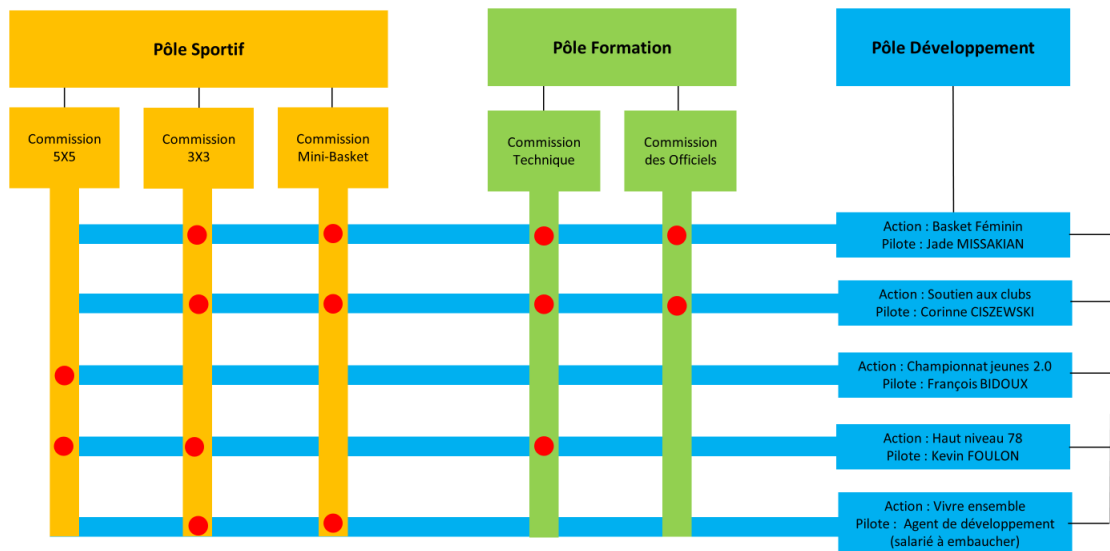 Pôle Sportif
Pôle Formation
Pôle Développement
Commission
5X5
Commission
3X3
Commission
Mini-Basket
Commission
Technique
Commission
des Officiels
Action : Basket Féminin
Pilote : Jade MISSAKIAN
Action : Soutien aux clubs
Pilote : Corinne CISZEWSKI
Action : Championnat jeunes 2.0
Pilote : François BIDOUX
Action : Haut niveau 78
Pilote : Kevin FOULON
Action : Vivre ensemble
Pilote : Agent de développement
(salarié à embaucher)